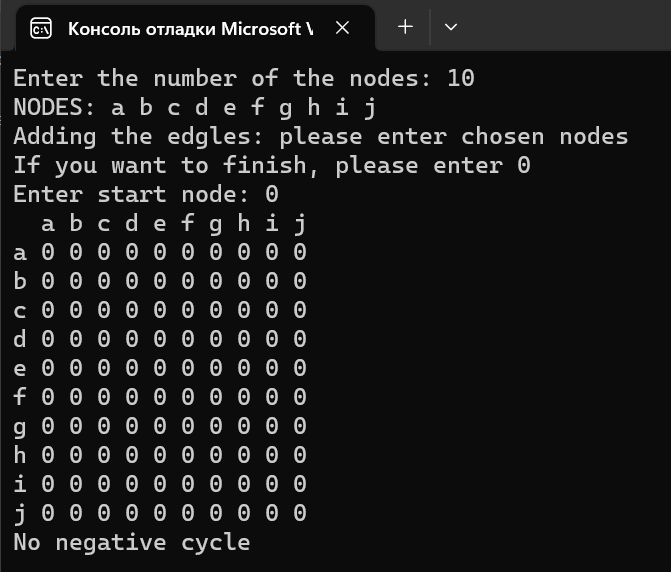 Консоль отладки Microsoft V
Enter the number of the nodes: 10
NODES: a b c d e f g h i j
Adding the edgles: please enter chosen nodes
If you want to finish, please enter 0
Enter start node: 0
a b c d e f g h i j
a 0 0 0 0 0 0 0 0 0 0
b 0 0 0 0 0 0 0 0 0 0
c 0 0 0 0 0 0 0 0 0 0
d 0 0 0 0 0 0 0 0 0 0
e 0 0 0 0 0 0 0 0 0 0
f 0 0 0 0 0 0 0 0 0 0
g 0 0 0 0 0 0 0 0 0 0
h 0 0 0 0 0 0 0 0 0 0
i 0 0 0 0 0 0 0 0 0 0
j 0 0 0 0 0 0 0 0 0 0
No negative cycle